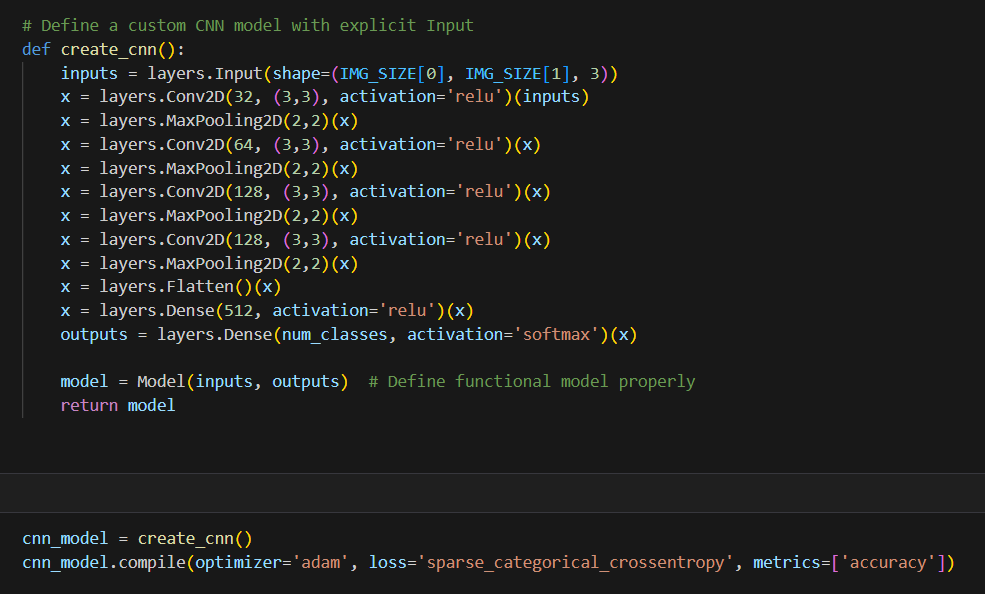 # Define a custom CNN model with explicit Input
def create_cnn():
    inputs = layers.Input(shape=(IMG_SIZE[0], IMG_SIZE[1], 3))
    x = layers.Conv2D(32, (3,3), activation='relu')(inputs)
    x = layers.MaxPooling2D(2,2)(x)
    x = layers.Conv2D(64, (3,3), activation='relu')(x)
    x = layers.MaxPooling2D(2,2)(x)
    x = layers.Conv2D(128, (3,3), activation='relu')(x)
    x = layers.MaxPooling2D(2,2)(x)
    x = layers.Conv2D(128, (3,3), activation='relu')(x)
    x = layers.MaxPooling2D(2,2)(x)
    x = layers.Flatten()(x)
    x = layers.Dense(512, activation='relu')(x)
    outputs = layers.Dense(num_classes, activation='softmax')(x)
    model = Model(inputs, outputs)  # Define functional model properly
    return model
cnn_model = create_cnn()
cnn_model.compile(optimizer='adam', loss='sparse_categorical_crossentropy', metrics=['accuracy'])